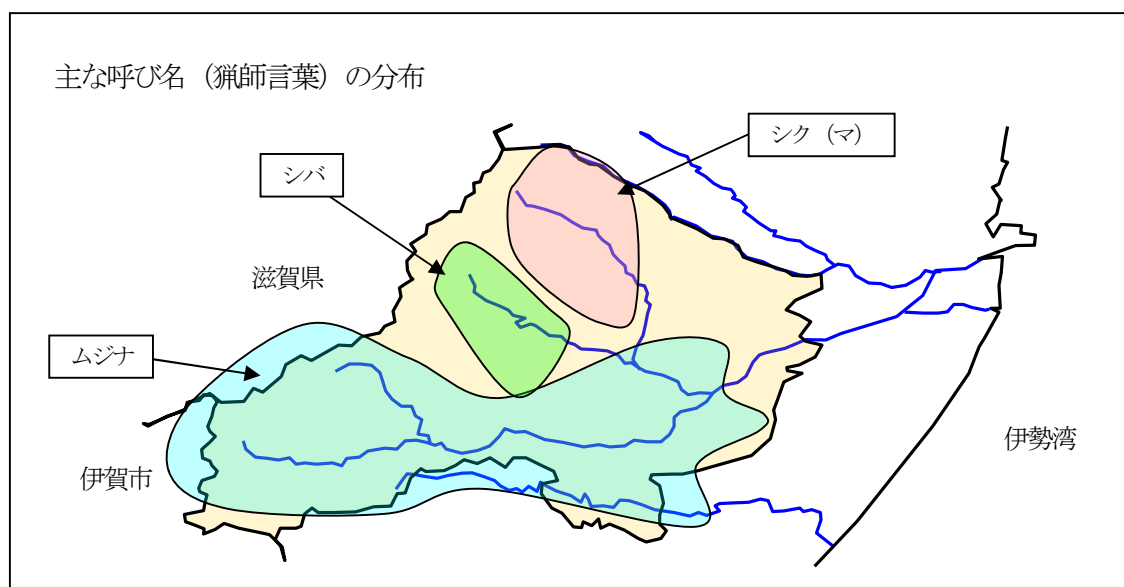 主な呼び名（猟師言葉）の分布
シク（マ）
シバ
滋賀県
ムジナ
伊勢湾
伊賀市